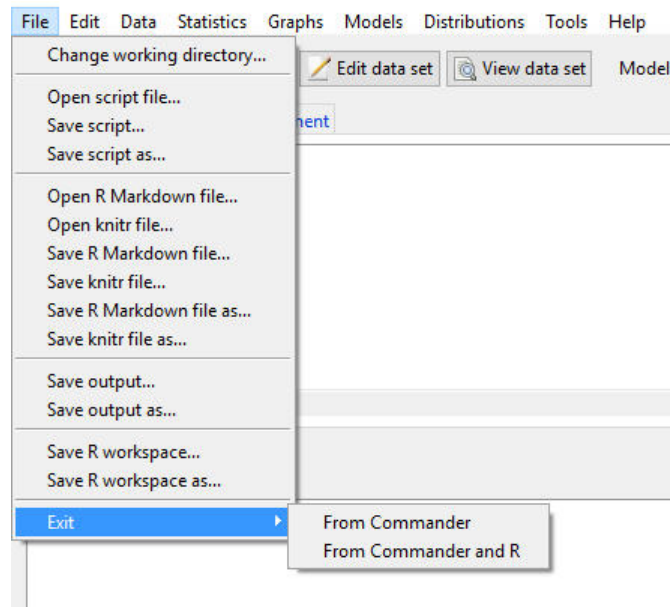 File Edit Data Statistics Graphs Models Distributions Tools Help
Change working directory...
Edit data set View data set Model
Open script file...
Save script...
Save script as...
Open R Markdown file...
Open knitr file...
Save R Markdown file...
Save knitr file...
Save R Markdown file as...
Save knitr file as...
Save output...
Save output as...
Save R workspace...
Save R workspace as...
Exit From Commander
From Commander and R